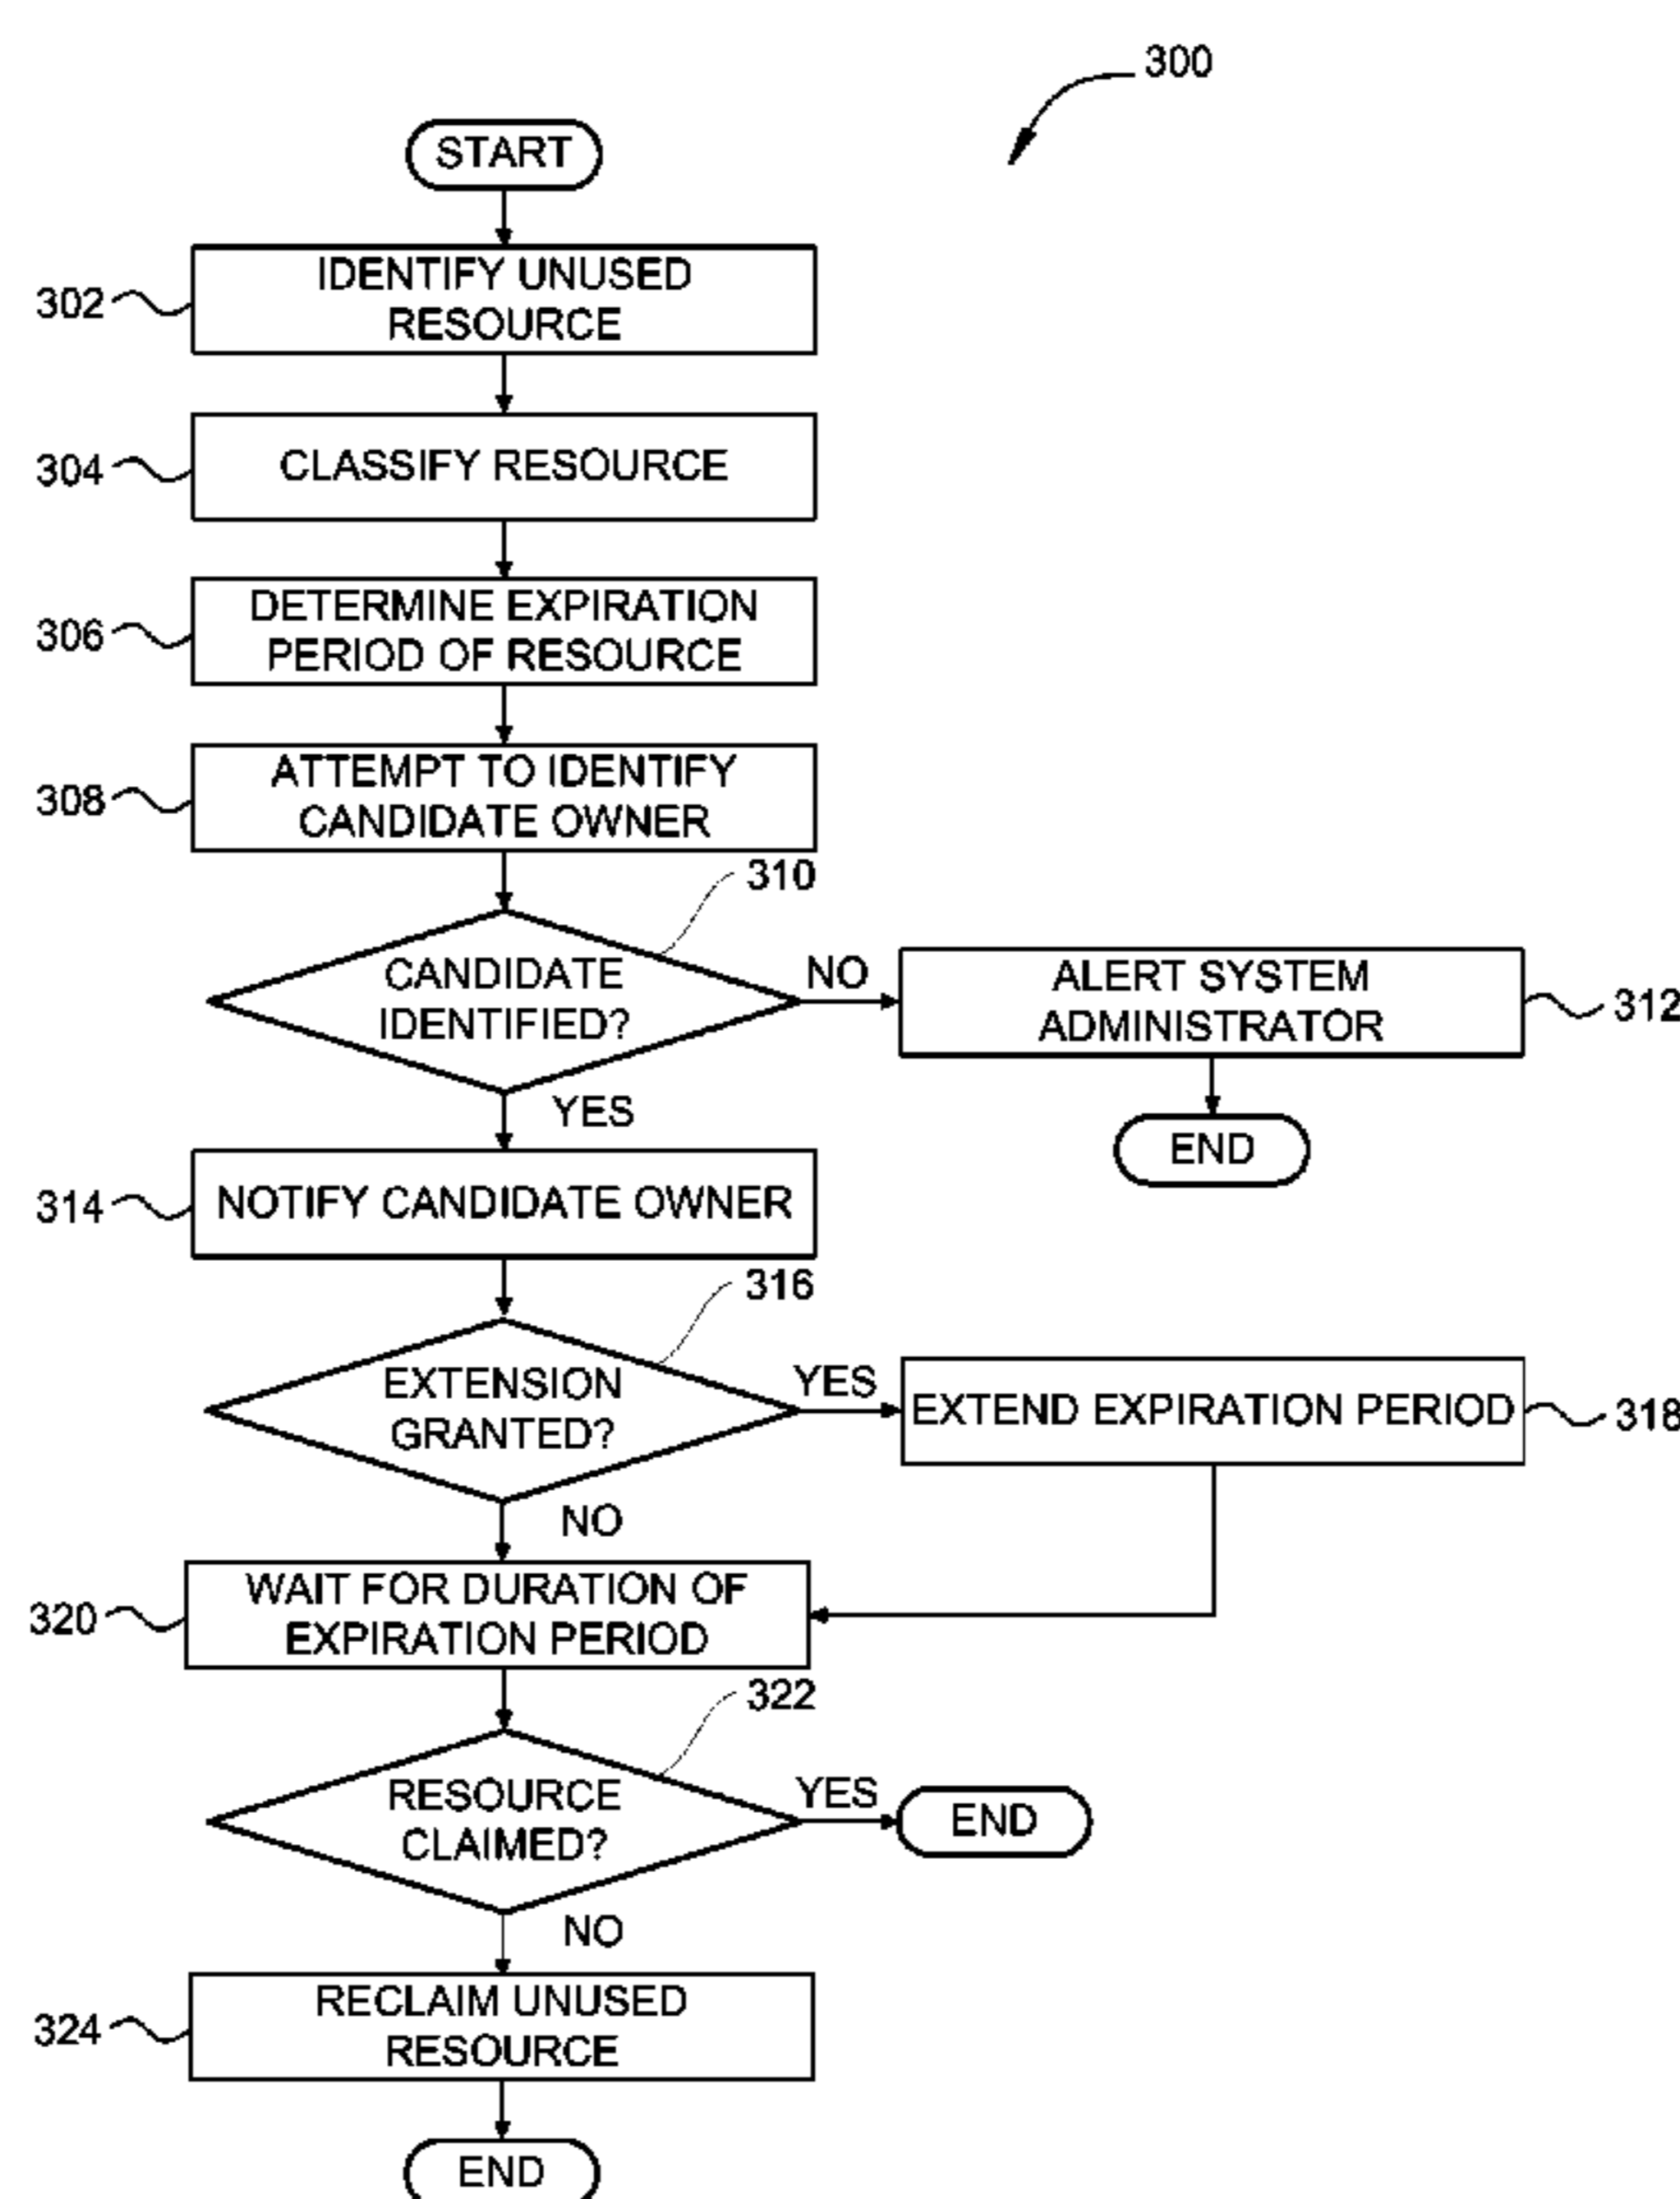 300
START
302
IDENTIFY UNUSED
RESOURCE
304
CLASSIFY RESOURCE
306
DETERMINE EXPIRATION
PERIOD OF RESOURCE
308
ATTEMPT TO IDENTIFY
CANDIDATE OWNER
310
CANDIDATE
IDENTIFIED?
NO
ALERT SYSTEM
ADMINISTRATOR
312
END
YES
314
NOTIFY CANDIDATE OWNER
316
EXTENSION
GRANTED?
YES
EXTEND EXPIRATION PERIOD
318
NO
320
WAIT FOR DURATION OF
EXPIRATION PERIOD
322
RESOURCE
CLAIMED?
YES
END
NO
324
RECLAIM UNUSED
RESOURCE
END